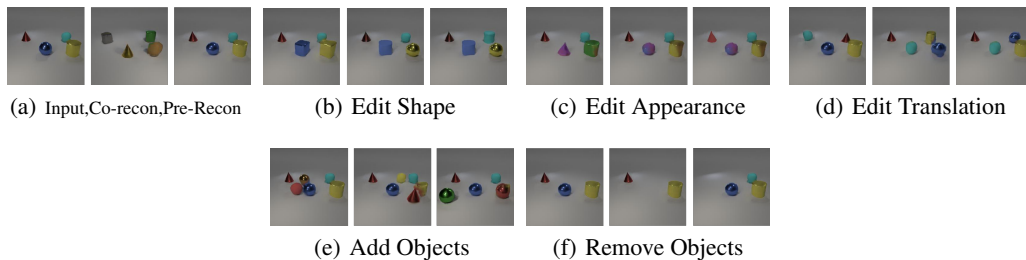 (a) Input,Co-recon,Pre-Recon
(b) Edit Shape
(c) Edit Appearance
(d) Edit Translation
(e) Add Objects
(f) Remove Objects